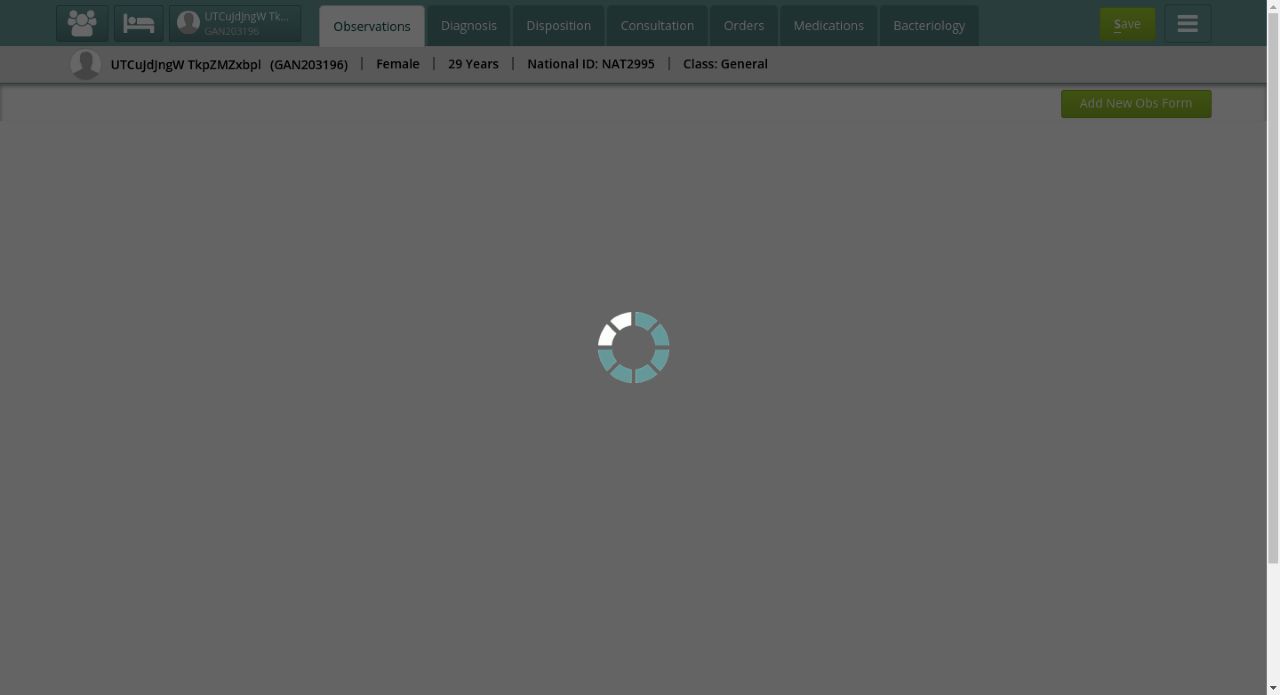 UTCuJdJngW Tk...
GAN203196
Observations
Diagnosis
Disposition
Consultation
Orders
Medications
Bacteriology
Save
UTCuJdJngW TkpZMZxbpl (GAN203196) | Female | 29 Years | National ID: NAT2995 | Class: General
Add New Obs Form